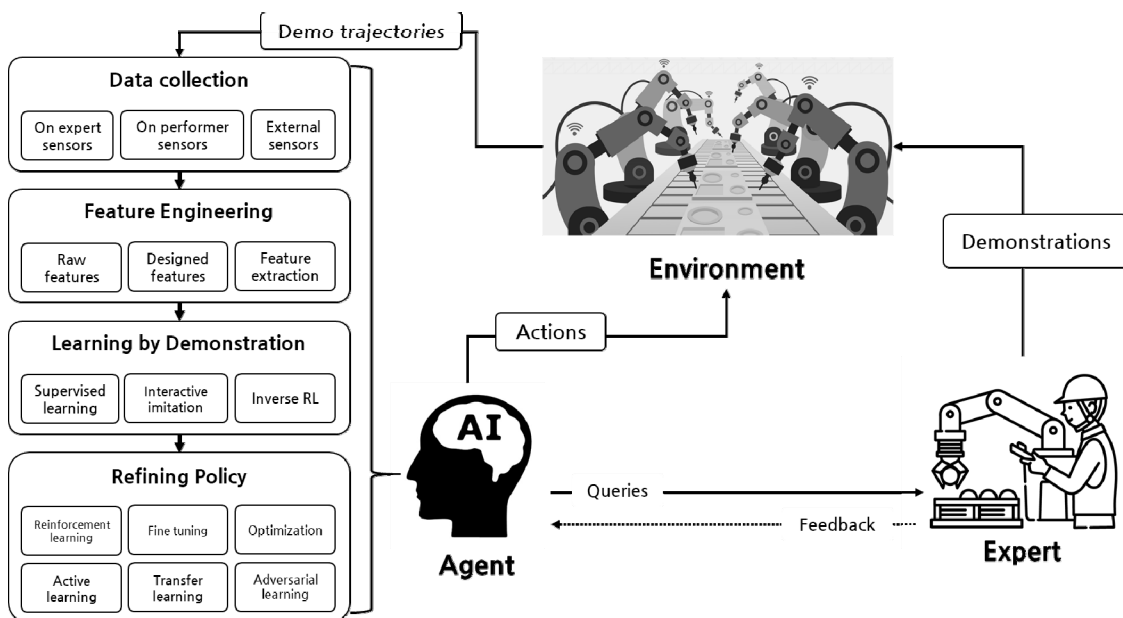 Demo trajectories
Data collection
On expert
sensors
On performer
sensors
External
sensors
Feature Engineering
Raw
features
Designed
features
Feature
extraction
Learning by Demonstration
Supervised
learning
Interactive
imitation
Inverse RL
Refining Policy
Reinforcement
learning
Fine tuning
Optimization
Active
learning
Transfer
learning
Adversarial
learning
Environment
Demonstrations
Actions
AI
Agent
Queries
Feedback
Expert